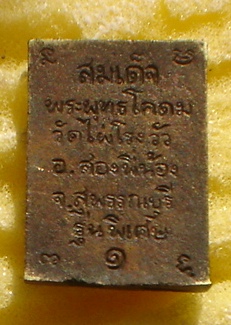 สมเด็จ
พระพุทธโคดม
วัดไผ่โรงวัว
อ.สองพี่น้อง
จ.สุพรรณบุรี
รุ่นพิเศษ
๑